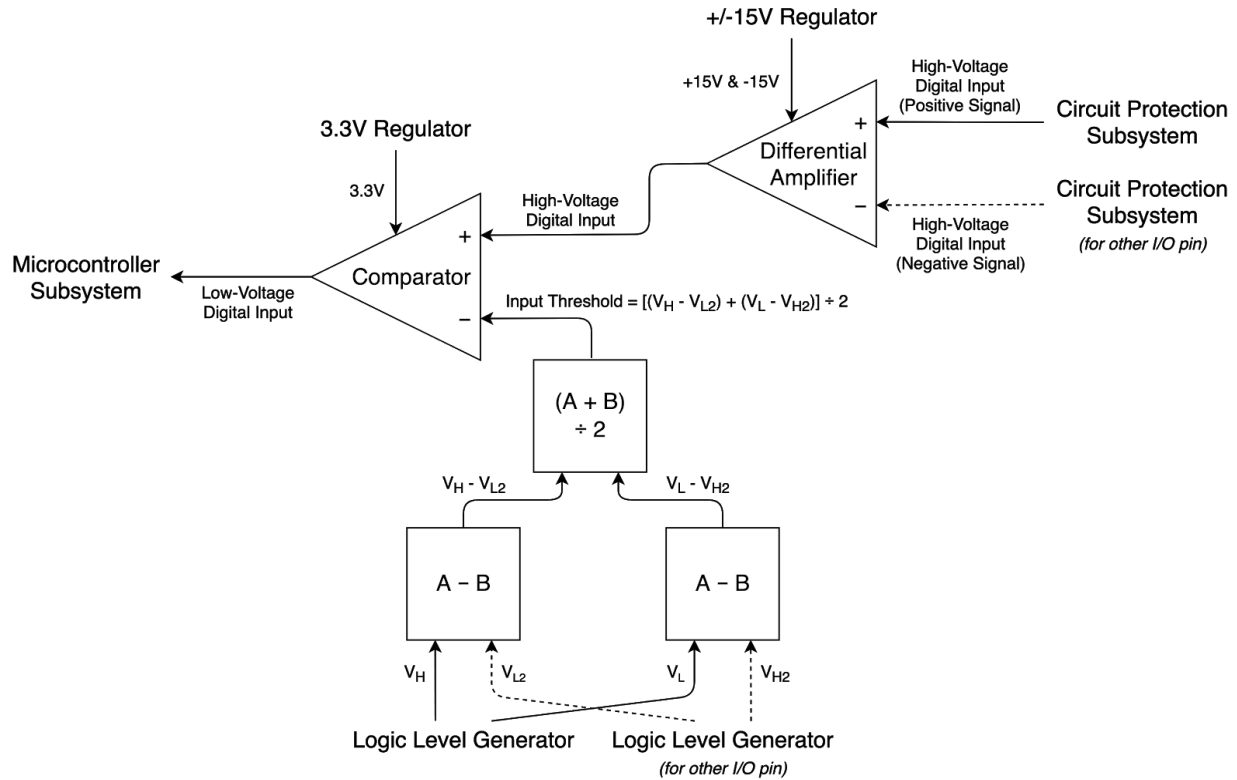 +/-15V Regulator
+15V & -15V
High-Voltage
Digital Input
(Positive Signal)
Circuit Protection
Subsystem
+
Differential
Amplifier
−
Circuit Protection
Subsystem
(for other I/O pin)
High-Voltage
Digital Input
(Negative Signal)
3.3V Regulator
3.3V
High-Voltage
Digital Input
+
Comparator
−
Microcontroller
Subsystem
Low-Voltage
Digital Input
Input Threshold = [(VH - VL2) + (VL - VH2)] ÷ 2
(A + B)
÷ 2
VH - VL2
VL - VH2
A − B
A − B
VH
VL2
VL
VH2
Logic Level Generator
Logic Level Generator
(for other I/O pin)